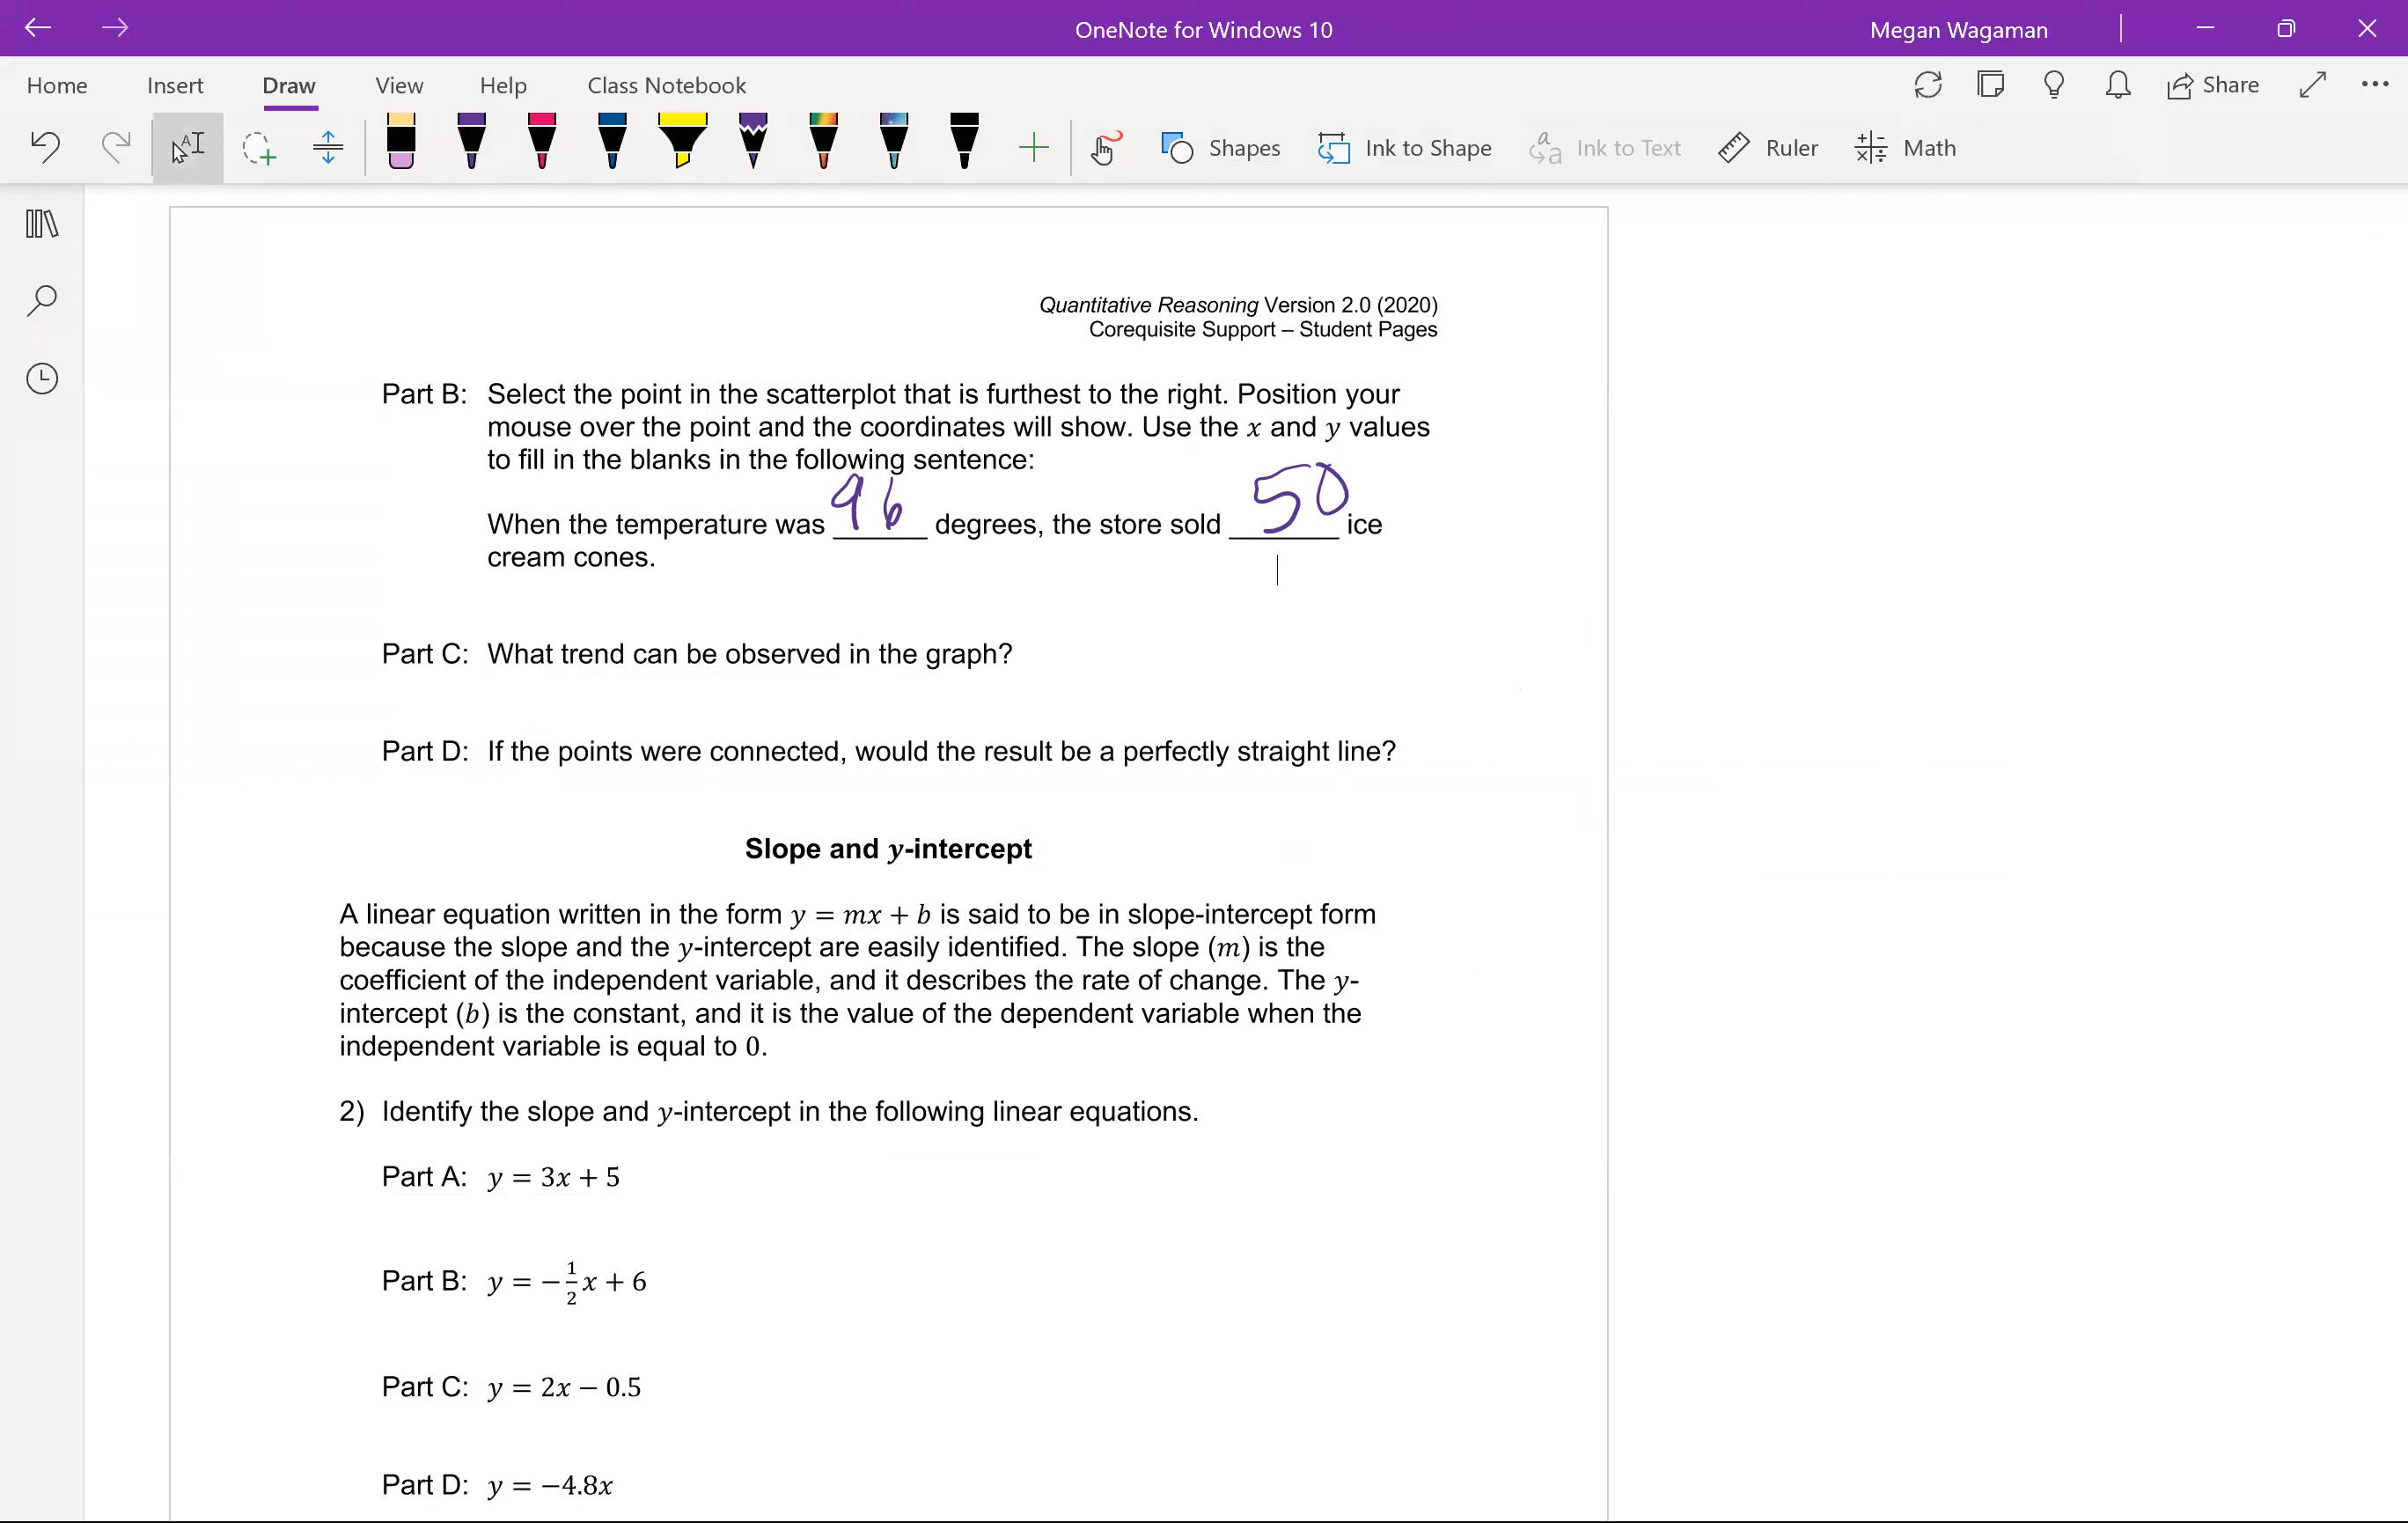 OneNote for Windows 10
Megan Wagaman
Home Insert Draw View Help Class Notebook
Share
Shapes Ink to Shape Ink to Text Ruler Math
Quantitative Reasoning Version 2.0 (2020)
Corequisite Support – Student Pages
Part B: Select the point in the scatterplot that is furthest to the right. Position your
mouse over the point and the coordinates will show. Use the x and y values
to fill in the blanks in the following sentence:
When the temperature was 96 degrees, the store sold 50 ice
cream cones.
Part C: What trend can be observed in the graph?
Part D: If the points were connected, would the result be a perfectly straight line?
Slope and y-intercept
A linear equation written in the form y = mx + b is said to be in slope-intercept form
because the slope and the y-intercept are easily identified. The slope (m) is the
coefficient of the independent variable, and it describes the rate of change. The y-
intercept (b) is the constant, and it is the value of the dependent variable when the
independent variable is equal to 0.
2) Identify the slope and y-intercept in the following linear equations.
Part A: y = 3x + 5
Part B: y = −1/2x + 6
Part C: y = 2x − 0.5
Part D: y = −4.8x